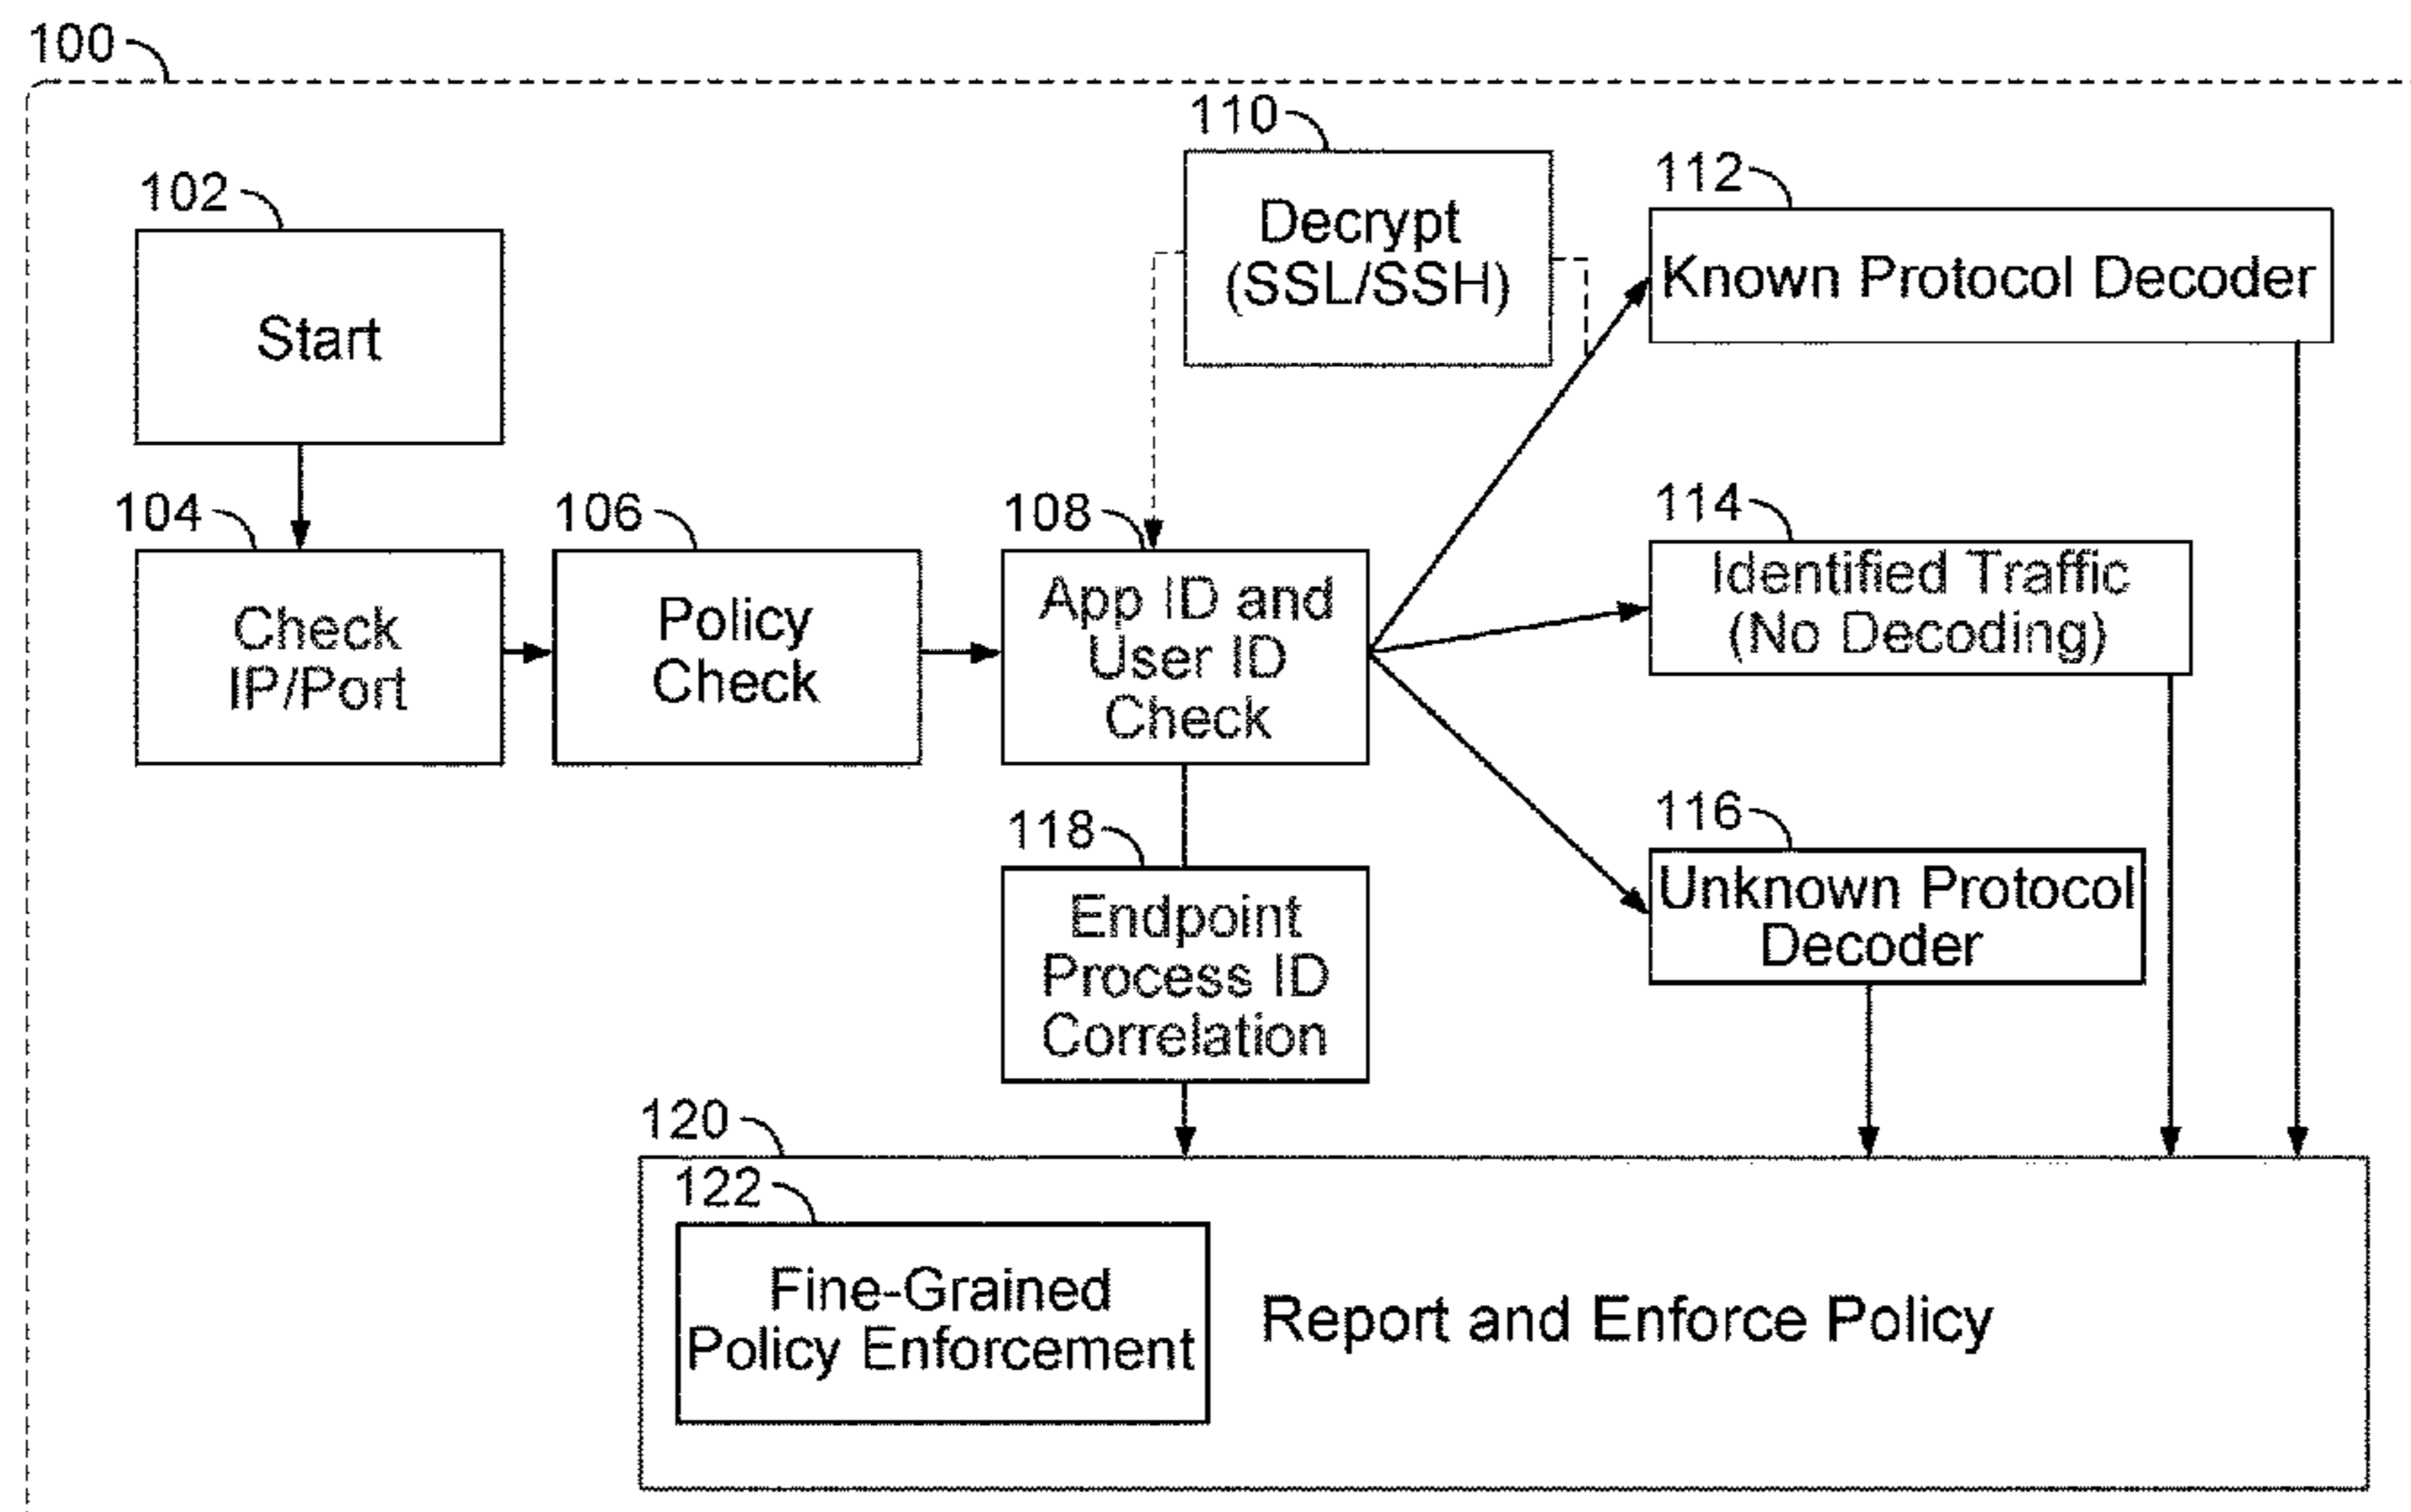 100
110
Decrypt
(SSL/SSH)
112
Known Protocol Decoder
102
Start
104
Check
IP/Port
106
Policy
Check
108
App ID and
User ID
Check
114
Identified Traffic
(No Decoding)
116
Unknown Protocol
Decoder
118
Endpoint
Process ID
Correlation
120
122
Fine-Grained
Policy Enforcement
Report and Enforce Policy